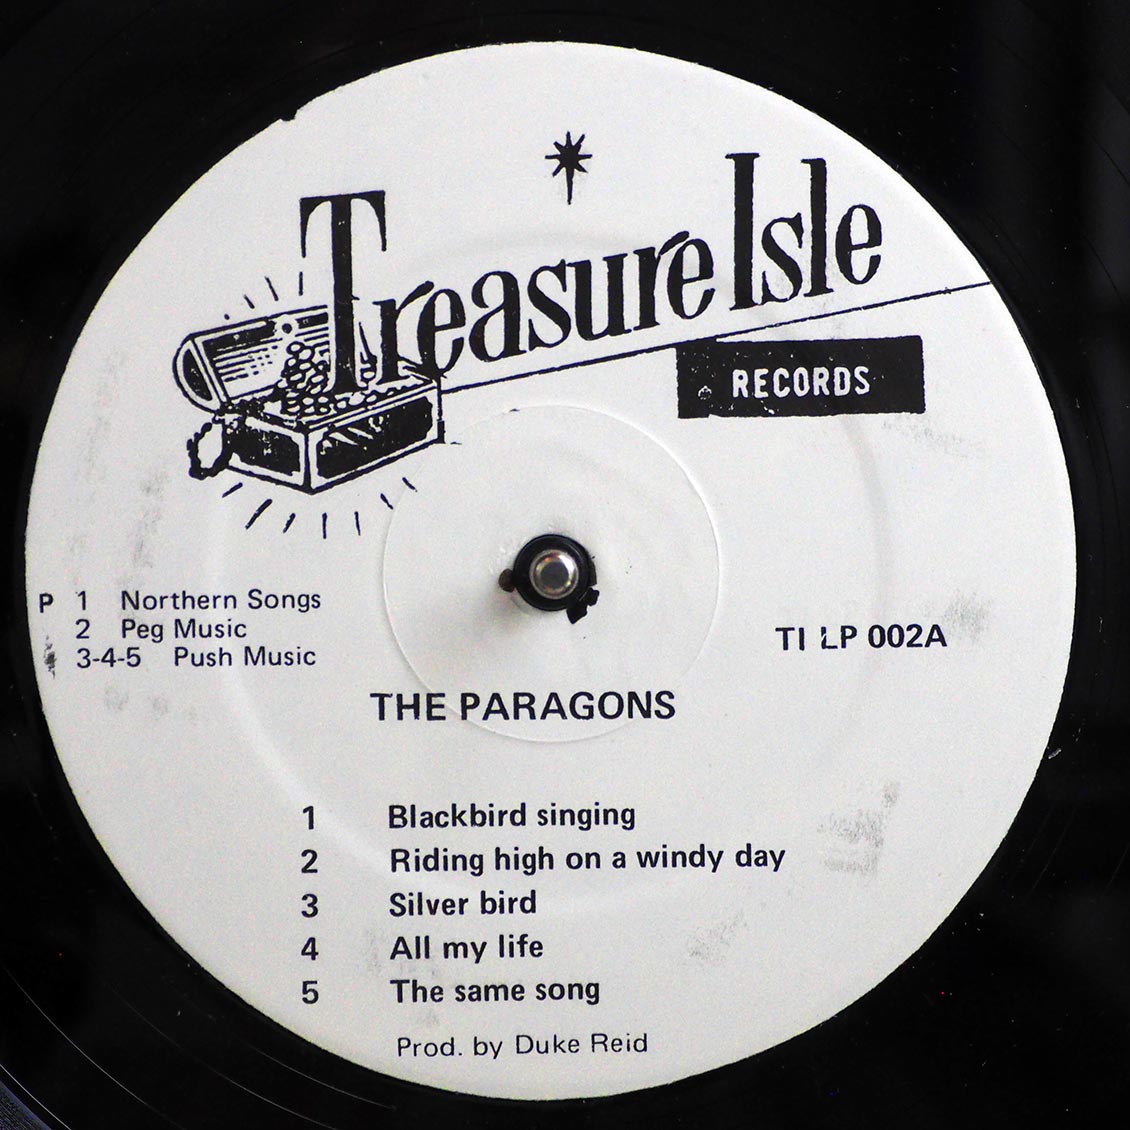 Treasure Isle
RECORDS
P 1 Northern Songs
2 Peg Music
3-4-5 Push Music
TI LP 002A
THE PARAGONS
1 Blackbird singing
2 Riding high on a windy day
3 Silver bird
4 All my life
5 The same song
Prod. by Duke Reid